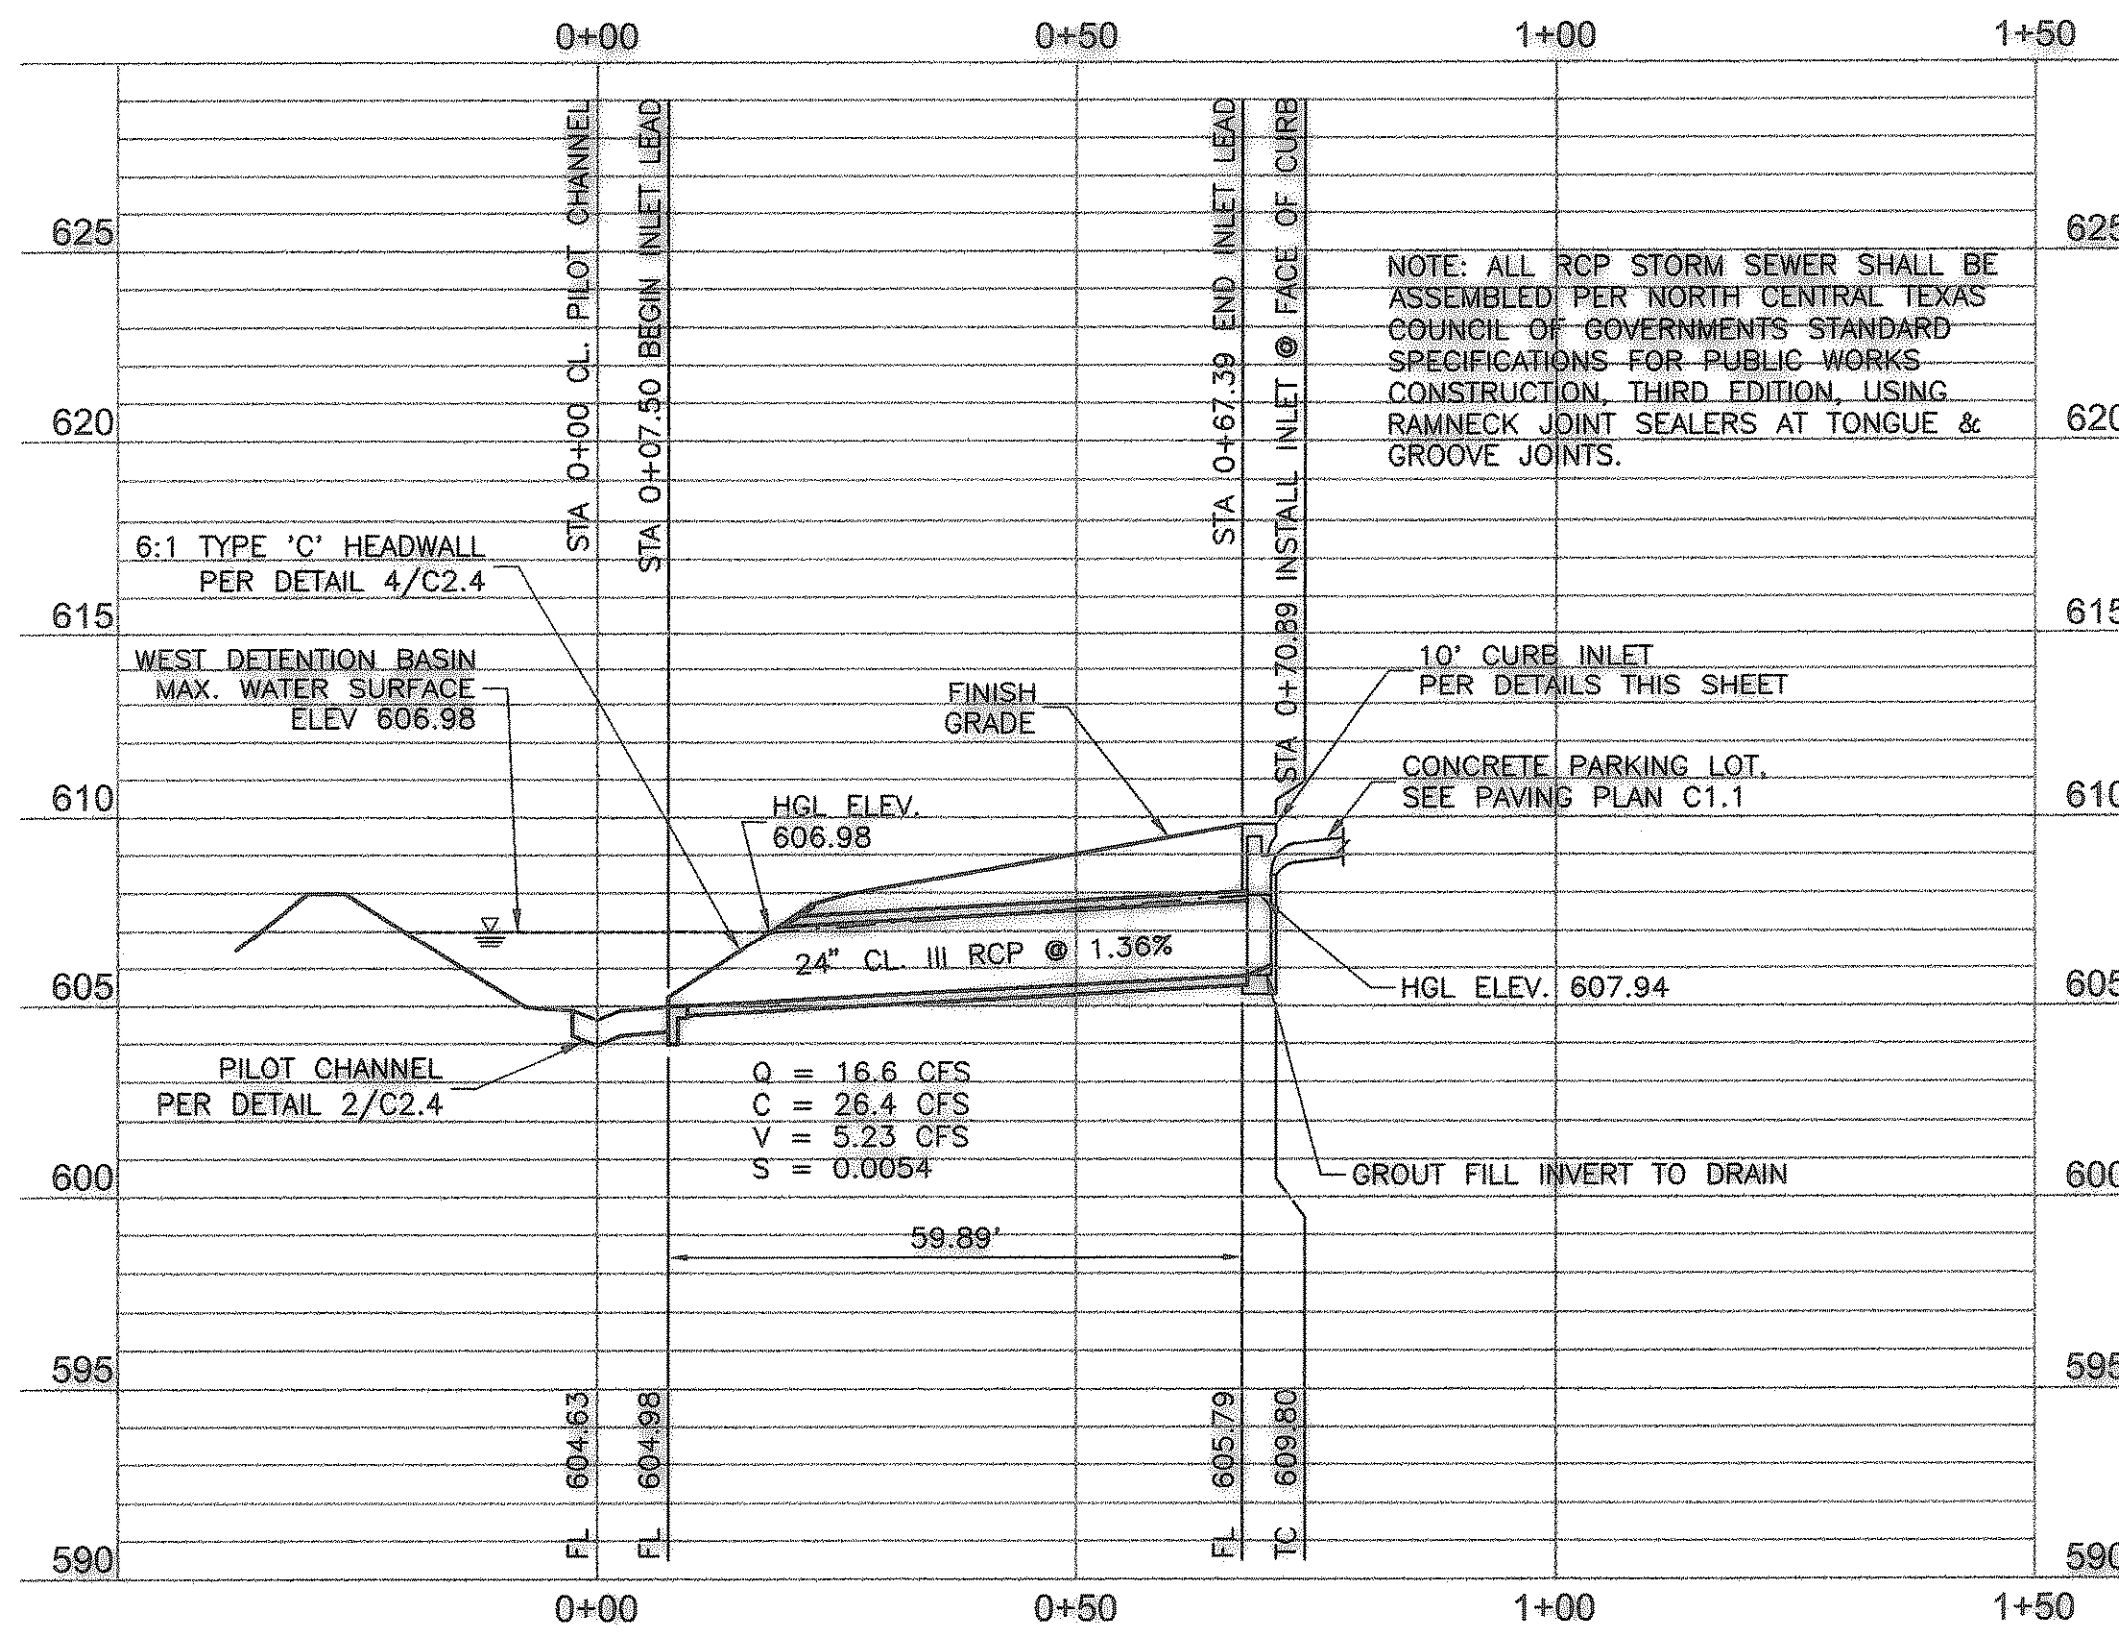 0+00
0+50
1+00
1+50
STA 0+00 CL. PILOT CHANNEL
STA 0+07.50 BEGIN INLET LEAD
STA 0+67.39 END INLET LEAD
STA 0+70.89 INSTALL INLET @ FACE OF CURB
625
625
NOTE: ALL RCP STORM SEWER SHALL BE
ASSEMBLED PER NORTH CENTRAL TEXAS
COUNCIL OF GOVERNMENTS STANDARD
SPECIFICATIONS FOR PUBLIC WORKS
CONSTRUCTION, THIRD EDITION, USING
RAMNECK JOINT SEALERS AT TONGUE &
GROOVE JOINTS.
620
620
6:1 TYPE 'C' HEADWALL
PER DETAIL 4/C2.4
615
615
WEST DETENTION BASIN
MAX. WATER SURFACE
ELEV 606.98
FINISH
GRADE
10' CURB INLET
PER DETAILS THIS SHEET
CONCRETE PARKING LOT.
SEE PAVING PLAN C1.1
610
610
HGL ELEV.
606.98
24" CL. III RCP @ 1.36%
605
605
HGL ELEV. 607.94
PILOT CHANNEL
PER DETAIL 2/C2.4
Q = 16.6 CFS
C = 26.4 CFS
V = 5.23 CFS
S = 0.0054
600
600
GROUT FILL INVERT TO DRAIN
59.89'
595
595
FL 604.63
FL 604.98
FL 605.79
TC 609.80
590
590
0+00
0+50
1+00
1+50